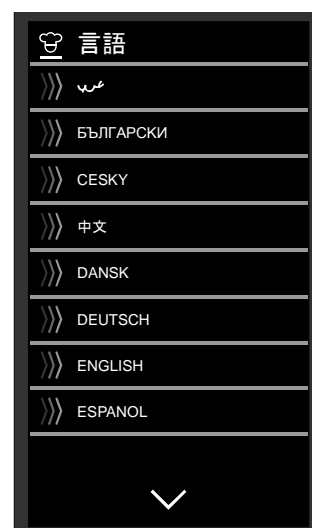 言語
عربي
БЪЛГАРСКИ
CESKY
中文
DANSK
DEUTSCH
ENGLISH
ESPANOL